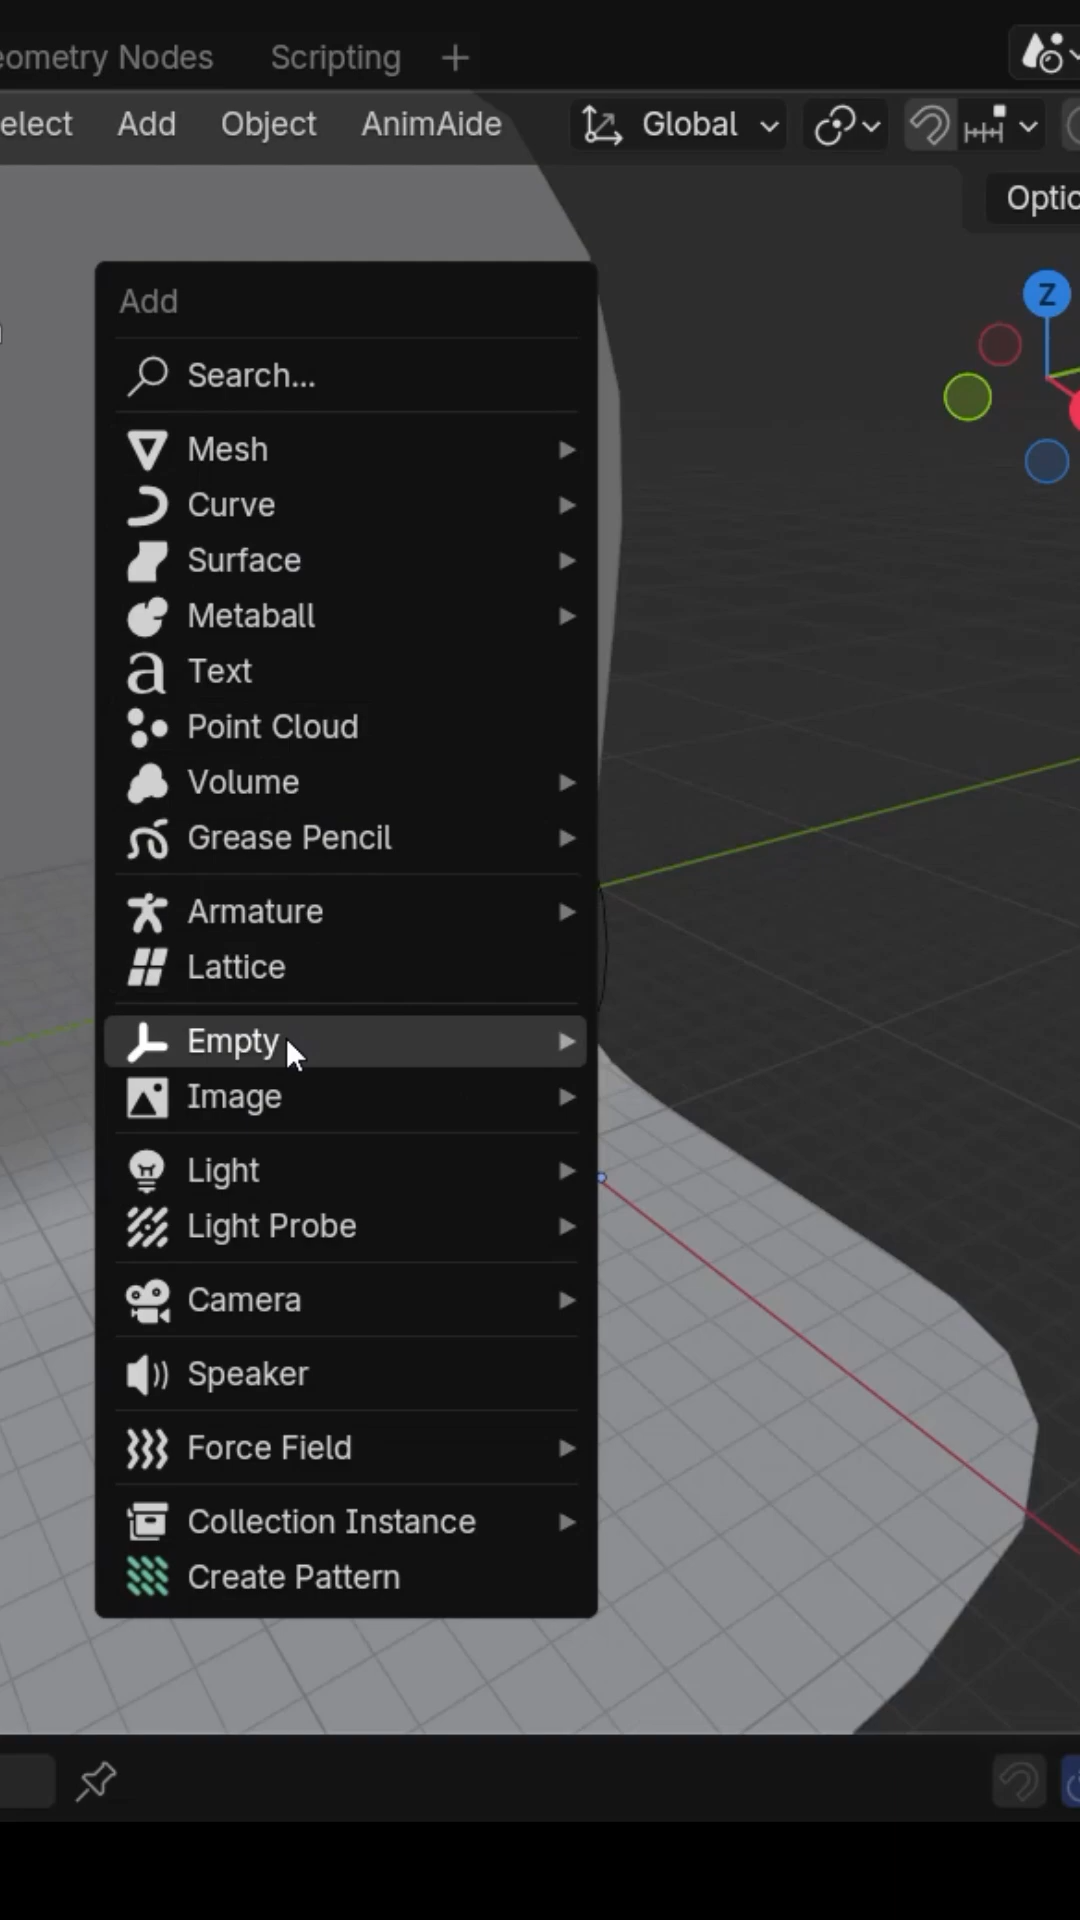 eometry Nodes Scripting +
elect Add Object AnimAide Global
Optio
Add
Z
Search...
Mesh
Curve
Surface
Metaball
Text
Point Cloud
Volume
Grease Pencil
Armature
Lattice
Empty
Image
Light
Light Probe
Camera
Speaker
Force Field
Collection Instance
Create Pattern